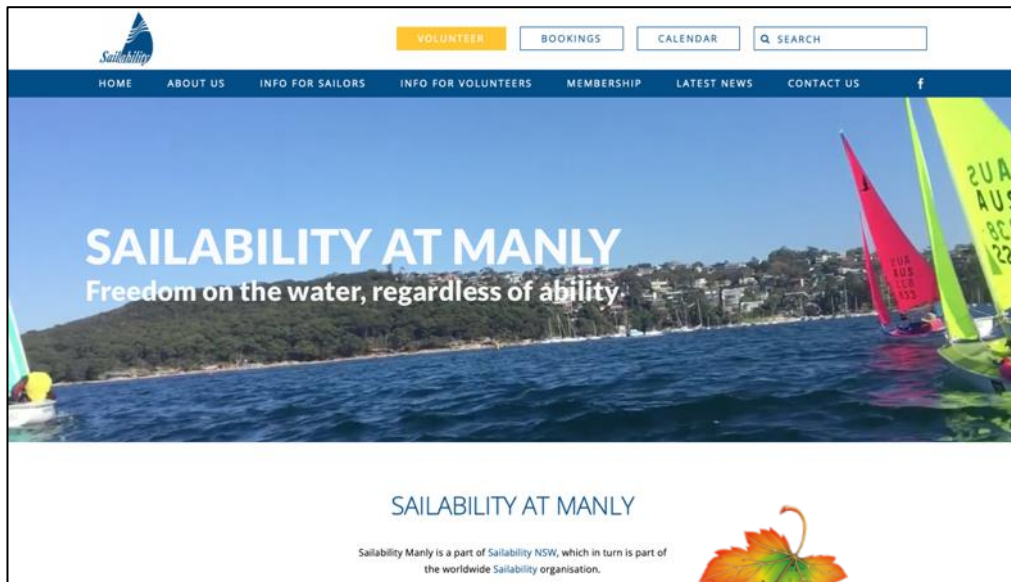 Sailability
VOLUNTEER
BOOKINGS
CALENDAR
SEARCH
HOME ABOUT US INFO FOR SAILORS INFO FOR VOLUNTEERS MEMBERSHIP LATEST NEWS CONTACT US f
SAILABILITY AT MANLY
Freedom on the water, regardless of ability
SAILABILITY AT MANLY
Sailability Manly is a part of Sailability NSW, which in turn is part of
the worldwide Sailability organisation.